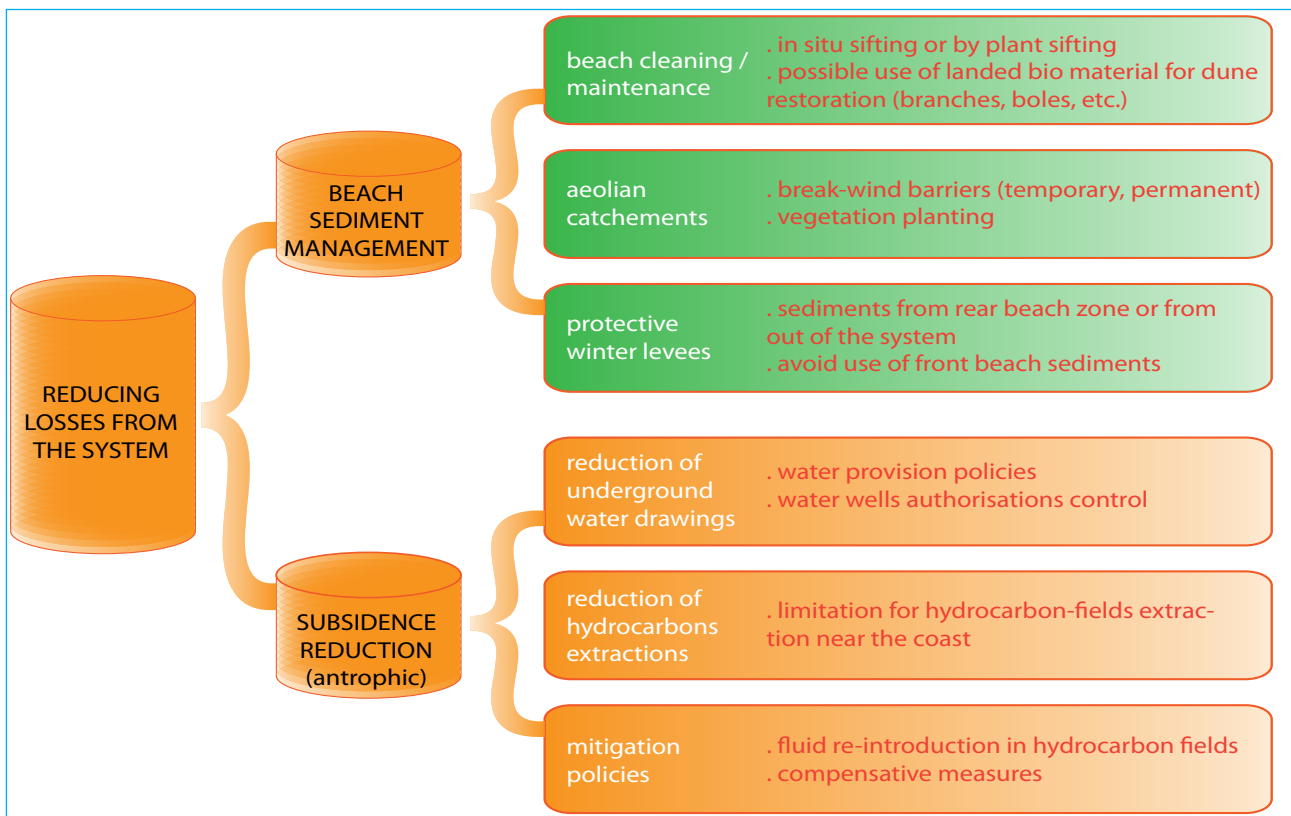 REDUCING
LOSSES FROM
THE SYSTEM
BEACH
SEDIMENT
MANAGEMENT
beach cleaning /
maintenance
. in situ sifting or by plant sifting
. possible use of landed bio material for dune
restoration (branches, boles, etc.)
aeolian
catchements
. break-wind barriers (temporary, permanent)
. vegetation planting
protective
winter levees
. sediments from rear beach zone or from
out of the system
. avoid use of front beach sediments
SUBSIDENCE
REDUCTION
(antrophic)
reduction of
underground
water drawings
. water provision policies
. water wells authorisations control
reduction of
hydrocarbons
extractions
. limitation for hydrocarbon-fields extrac-
tion near the coast
mitigation
policies
. fluid re-introduction in hydrocarbon fields
. compensative measures